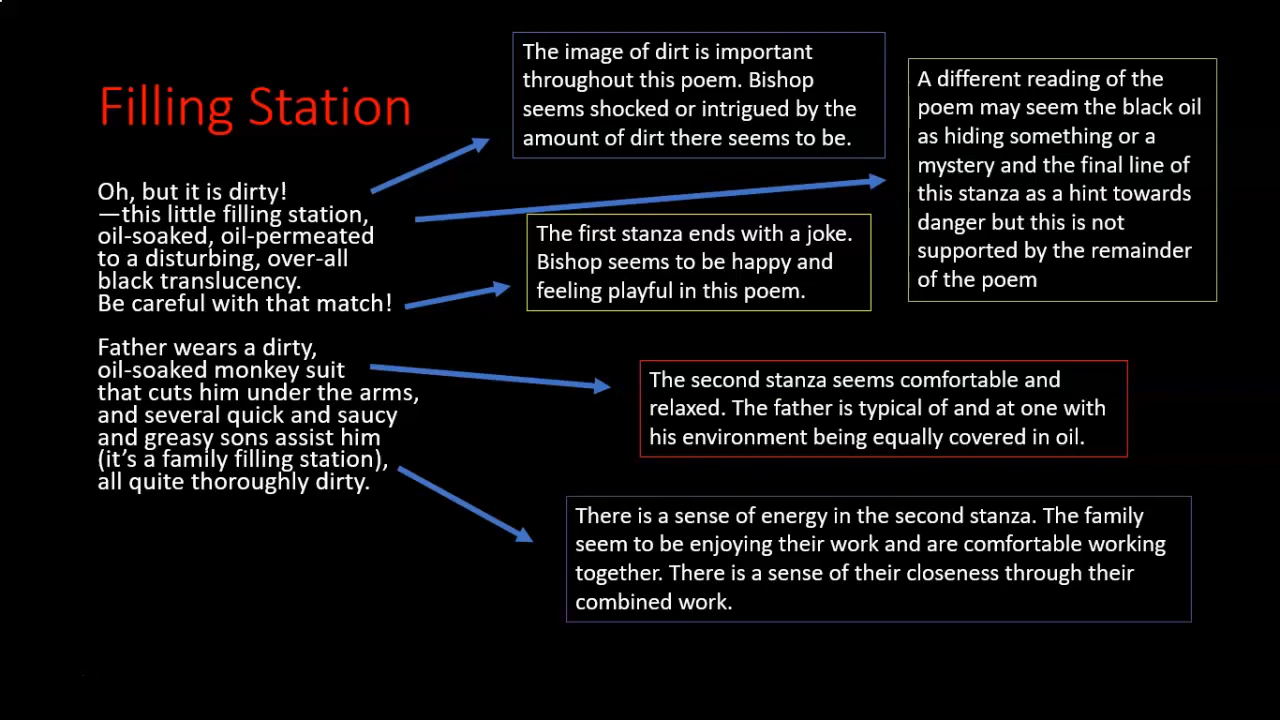 Filling Station
Oh, but it is dirty!
—this little filling station,
oil-soaked, oil-permeated
to a disturbing, over-all
black translucency.
Be careful with that match!
Father wears a dirty,
oil-soaked monkey suit
that cuts him under the arms,
and several quick and saucy
and greasy sons assist him
(it’s a family filling station),
all quite thoroughly dirty.
The image of dirt is important
throughout this poem. Bishop
seems shocked or intrigued by the
amount of dirt there seems to be.
A different reading of the
poem may seem the black oil
as hiding something or a
mystery and the final line of
this stanza as a hint towards
danger but this is not
supported by the remainder
of the poem
The first stanza ends with a joke.
Bishop seems to be happy and
feeling playful in this poem.
The second stanza seems comfortable and
relaxed. The father is typical of and at one with
his environment being equally covered in oil.
There is a sense of energy in the second stanza. The family
seem to be enjoying their work and are comfortable working
together. There is a sense of their closeness through their
combined work.